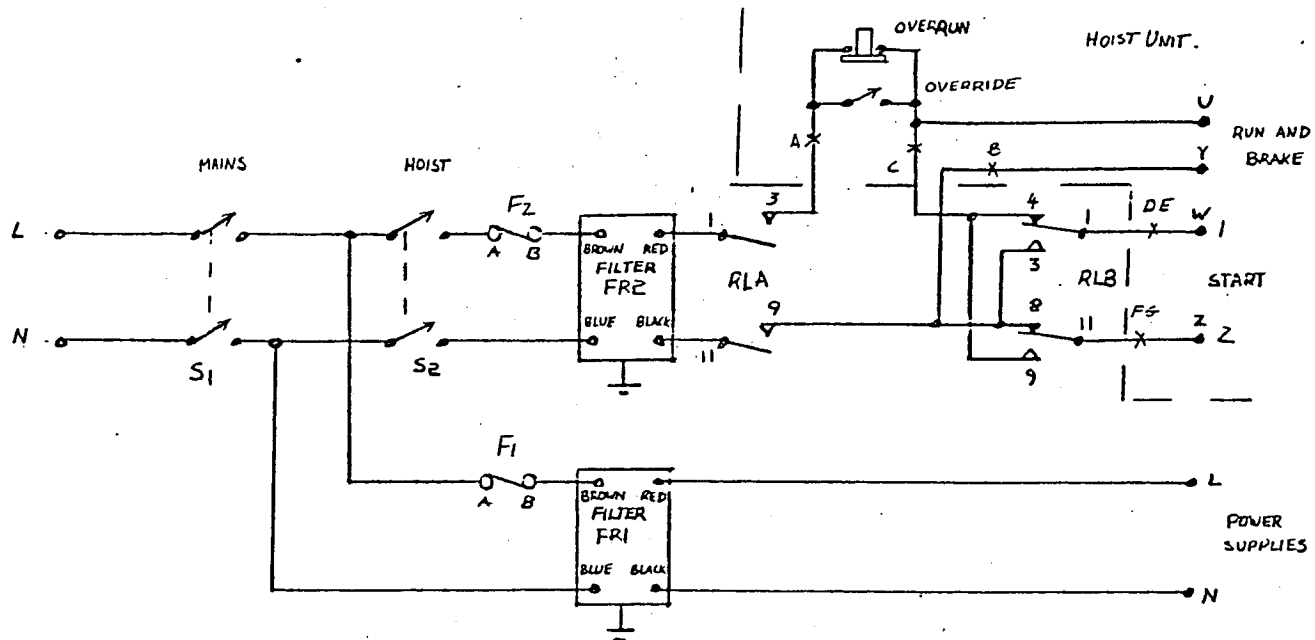 OVERRUN
HOIST UNIT.
OVERRIDE
U
RUN AND
BRAKE
A
C
B
Y
MAINS
HOIST
F2
A B
3
4
1
DE
W
1
L
BROWN RED
FILTER
FR2
BLUE BLACK
1
RLA
3
RLB
START
9
8
11
FG
Z
2
N
S1
S2
11
9
F1
A B
BROWN RED
FILTER
FR1
BLUE BLACK
L
POWER
SUPPLIES
N